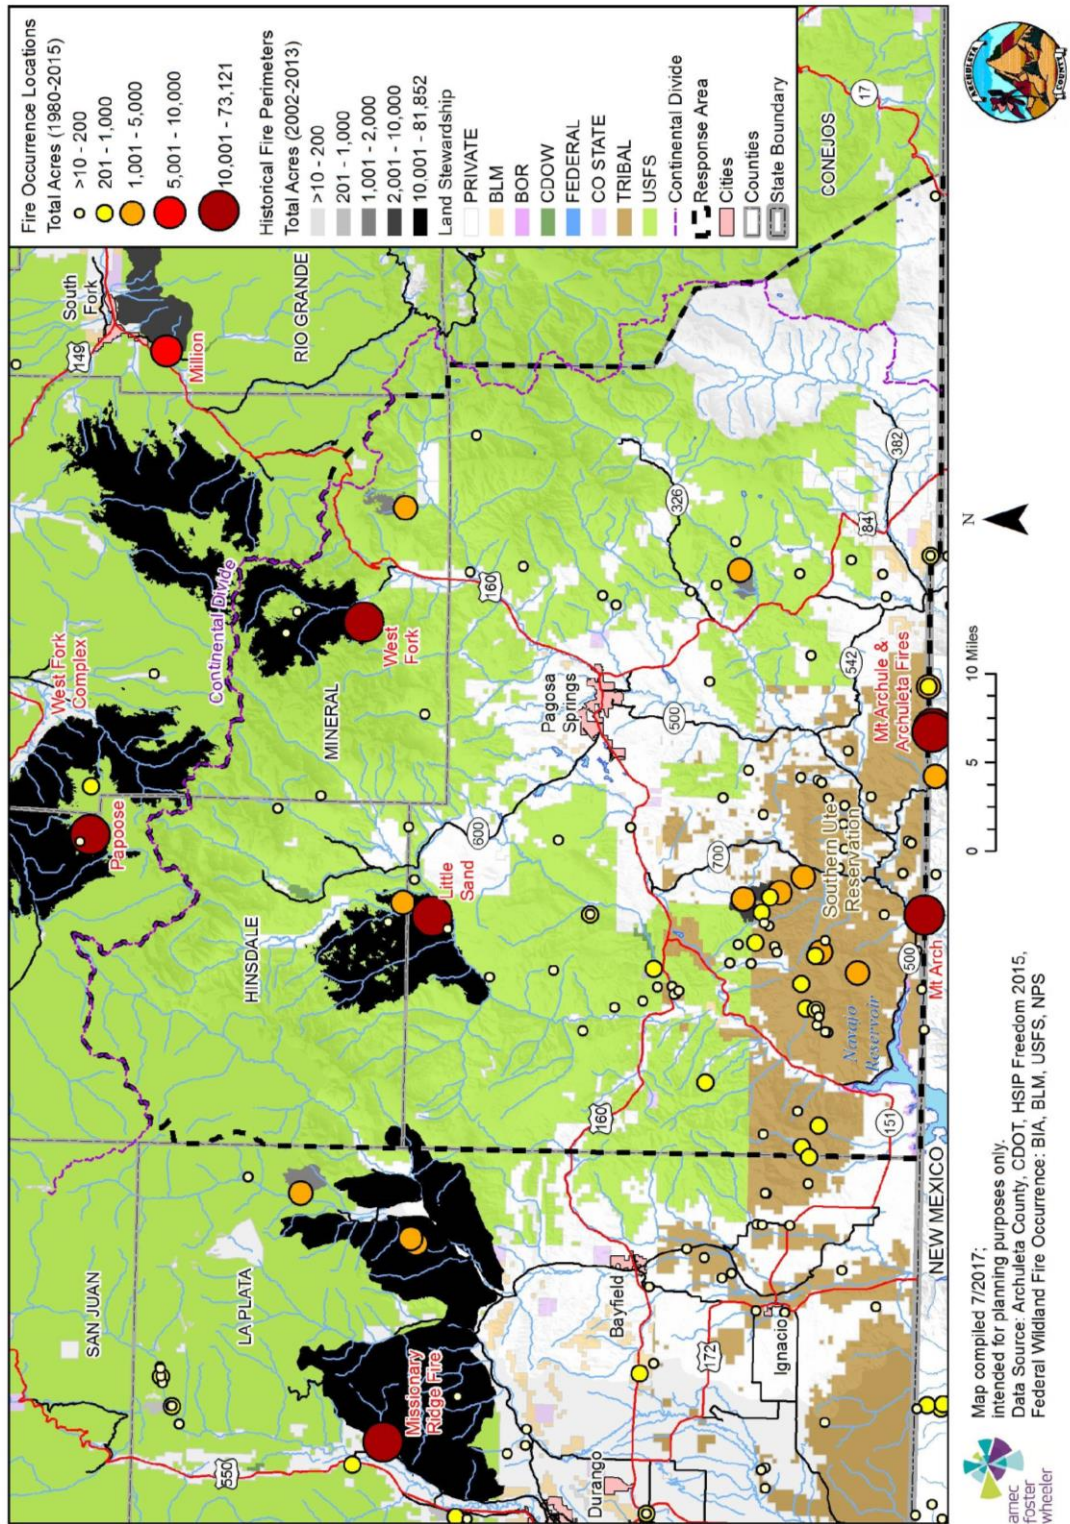 Fire Occurrence Locations
Total Acres (1980-2015)
>10 - 200
201 - 1,000
1,001 - 5,000
5,001 - 10,000
10,001 - 73,121
Historical Fire Perimeters
Total Acres (2002-2013)
>10 - 200
201 - 1,000
1,001 - 2,000
2,001 - 10,000
10,001 - 81,852
Land Stewardship
PRIVATE
BLM
BOR
CDOW
FEDERAL
CO STATE
TRIBAL
USFS
Continental Divide
Response Area
Cities
Counties
State Boundary
SAN JUAN
550
LA PLATA
Missionary
Ridge Fire
Durango
Bayfield
172
Ignacio
160
151
NEW MEXICO
HINSDALE
Papoose
West Fork
Complex
Continental Divide
MINERAL
West
Fork
Little
Sand
600
Pagosa
Springs
160
500
700
Southern Ute
Reservation
Navajo
Reservoir
500
Mt Arch
Mt Archule &
Archuleta Fires
542
326
84
382
149
South
Fork
Million
RIO GRANDE
CONEJOS
17
0
5
10 Miles
N
ARCHULETA
COUNTY
amec
foster
wheeler
Map compiled 7/2017;
intended for planning purposes only.
Data Source: Archuleta County, CDOT, HSIP Freedom 2015,
Federal Wildland Fire Occurrence: BIA, BLM, USFS, NPS